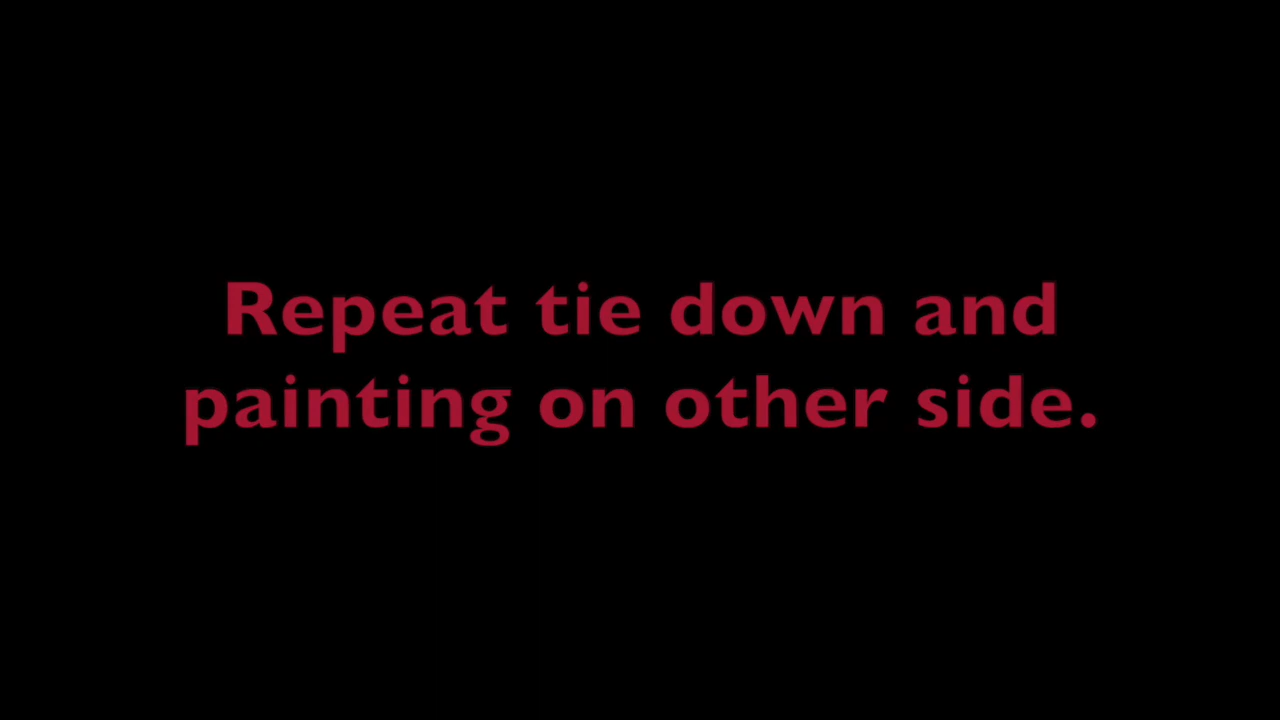 Repeat tie down and
painting on other side.